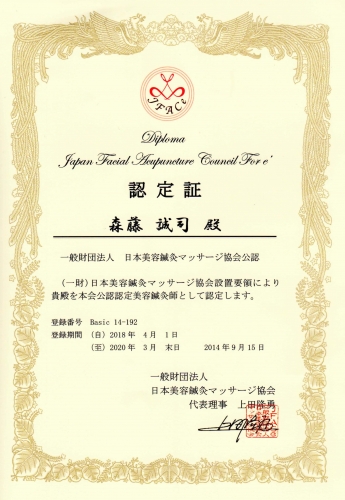 JFACe
Diploma
Japan Facial Acupuncture Council For e'
認定証
森藤 誠司 殿
一般財団法人 日本美容鍼灸マッサージ協会公認
(一財)日本美容鍼灸マッサージ協会設置要領により
貴殿を本会公認認定美容鍼灸師として認定します。
登録番号 Basic 14-192
登録期間 (自)2018年 4月 1日
(至)2020年 3月 末日 2014年9月15日
一般財団法人
日本美容鍼灸マッサージ協会
代表理事 上田隆勇